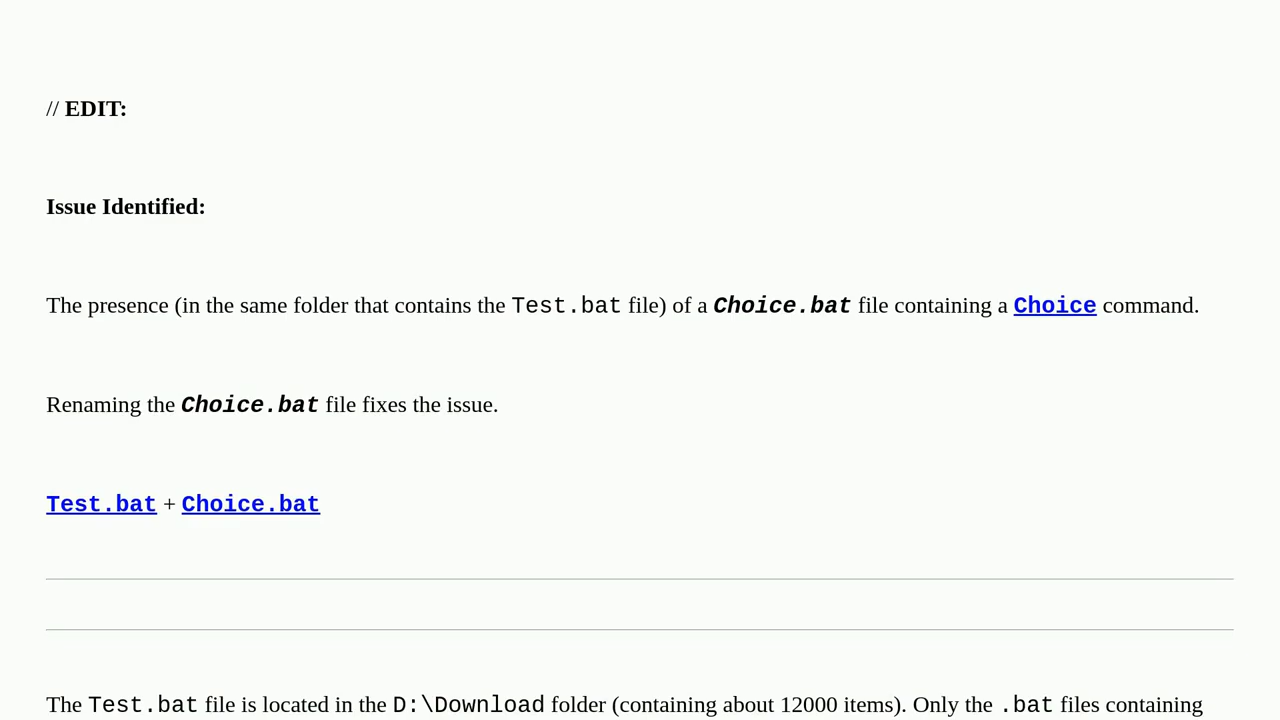 // EDIT:
Issue Identified:
The presence (in the same folder that contains the Test.bat file) of a Choice.bat file containing a Choice command.
Renaming the Choice.bat file fixes the issue.
Test.bat + Choice.bat
The Test.bat file is located in the D:\Download folder (containing about 12000 items). Only the .bat files containing